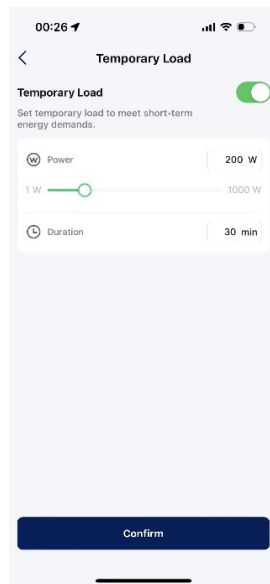 00:26
Temporary Load
Temporary Load
Set temporary load to meet short-term
energy demands.
W Power 200 W
1 W 1000 W
Duration 30 min
Confirm